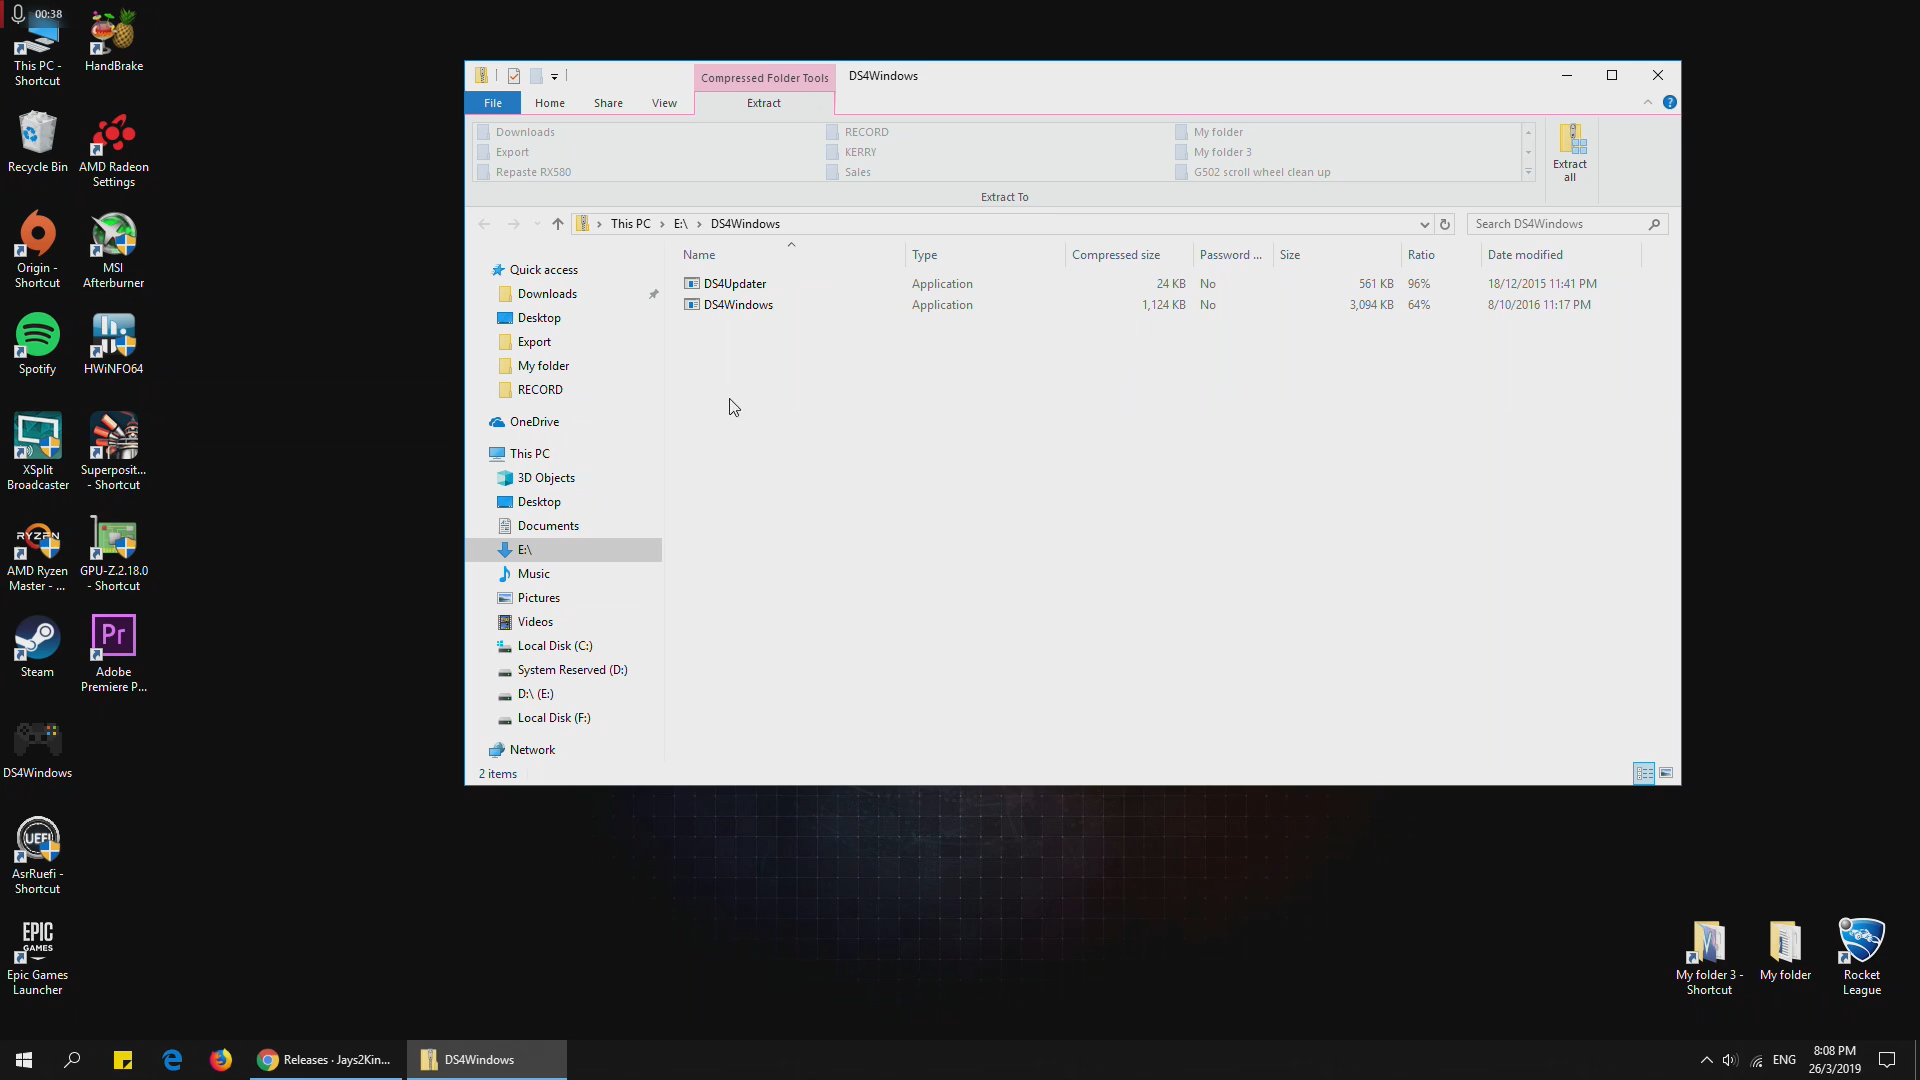 00:38
This PC -
Shortcut
HandBrake
Recycle Bin
AMD Radeon
Settings
Origin -
Shortcut
MSI
Afterburner
Spotify
HWiNFO64
XSplit
Broadcaster
Superposit...
- Shortcut
RYZEN
AMD Ryzen
Master - ...
GPU-Z.2.18.0
- Shortcut
Steam
Pr
Adobe
Premiere P...
DS4Windows
UEFI
AsrRuefi -
Shortcut
EPIC
GAMES
Epic Games
Launcher
Compressed Folder Tools
DS4Windows
File
Home
Share
View
Extract
Downloads
RECORD
My folder
Export
KERRY
My folder 3
Repaste RX580
Sales
G502 scroll wheel clean up
Extract
all
Extract To
This PC > E:\ > DS4Windows
Search DS4Windows
Name
Type
Compressed size
Password ...
Size
Ratio
Date modified
DS4Updater Application 24 KB No 561 KB 96% 18/12/2015 11:41 PM
DS4Windows Application 1,124 KB No 3,094 KB 64% 8/10/2016 11:17 PM
Quick access
Downloads
Desktop
Export
My folder
RECORD
OneDrive
This PC
3D Objects
Desktop
Documents
E:\
Music
Pictures
Videos
Local Disk (C:)
System Reserved (D:)
D:\ (E:)
Local Disk (F:)
Network
2 items
My folder 3 -
Shortcut
My folder
Rocket
League
Releases · Jays2Kin...
DS4Windows
ENG
8:08 PM
26/3/2019